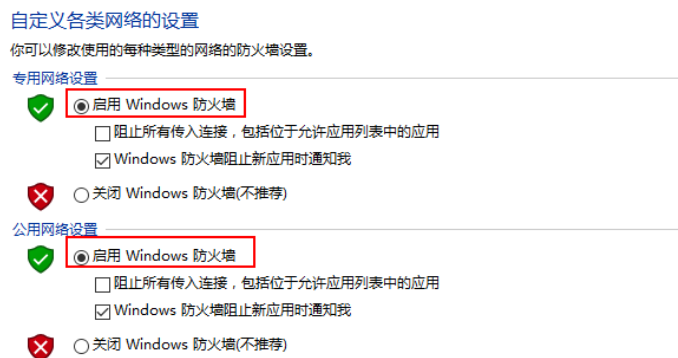 自定义各类网络的设置
你可以修改使用的每种类型的网络的防火墙设置。
专用网络设置
启用 Windows 防火墙
阻止所有传入连接，包括位于允许应用列表中的应用
Windows 防火墙阻止新应用时通知我
关闭 Windows 防火墙(不推荐)
公用网络设置
启用 Windows 防火墙
阻止所有传入连接，包括位于允许应用列表中的应用
Windows 防火墙阻止新应用时通知我
关闭 Windows 防火墙(不推荐)